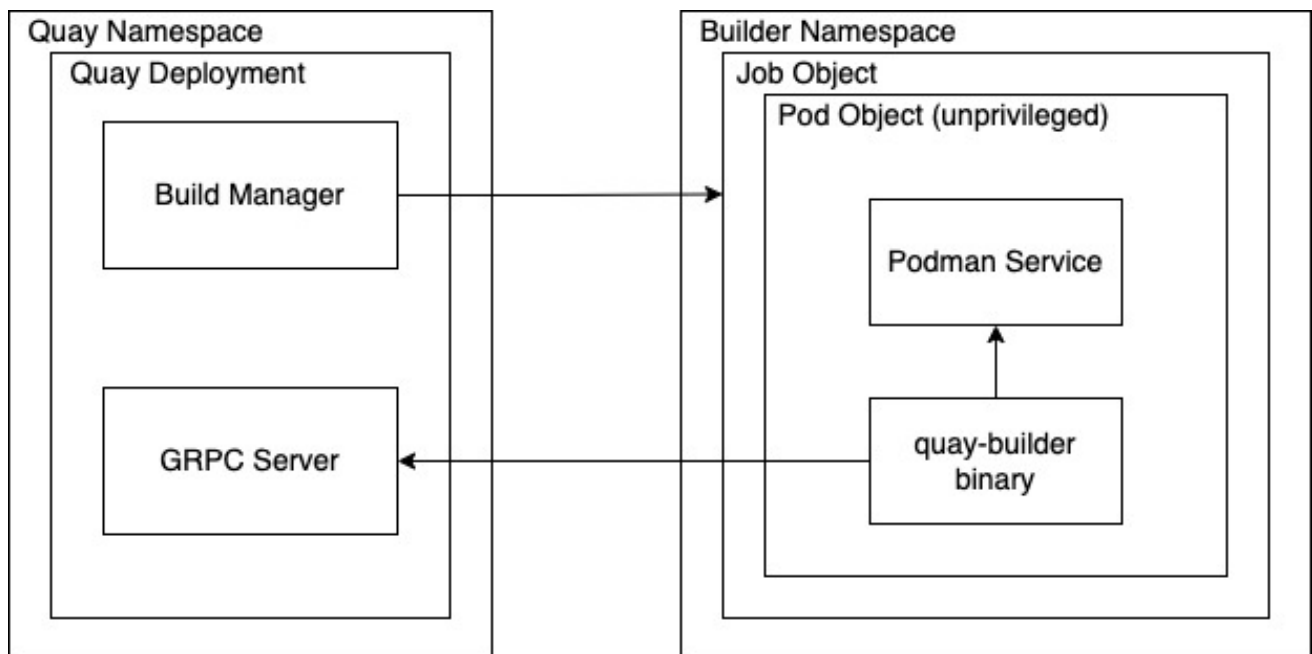 Quay Namespace
Quay Deployment
Build Manager
GRPC Server
Builder Namespace
Job Object
Pod Object (unprivileged)
Podman Service
quay-builder
binary